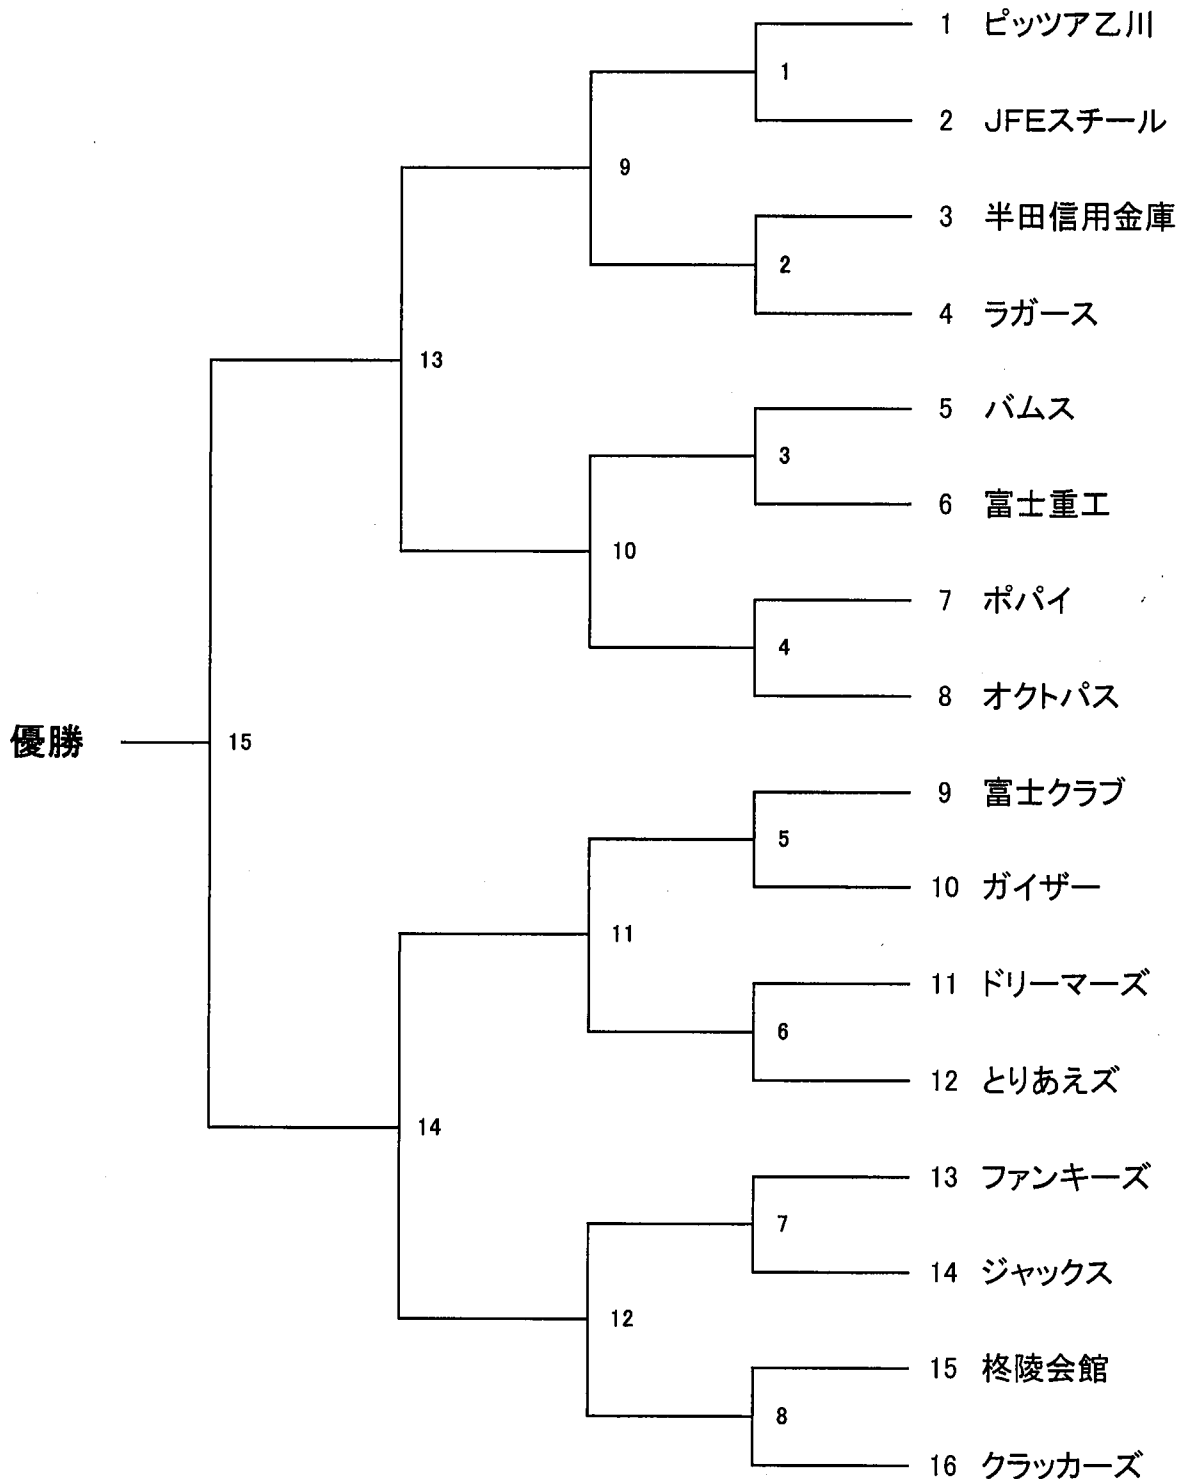 1 ピッツア乙川
1
2 JFEスチール
9
3 半田信用金庫
2
4 ラガース
13
5 バムス
3
6 富士重工
10
7 ポパイ
4
8 オクトパス
優勝 15
9 富士クラブ
5
10 ガイザー
11
11 ドリーマーズ
6
12 とりあえズ
14
13 ファンキーズ
7
14 ジャックス
12
15 柊陵会館
8
16 クラッカーズ